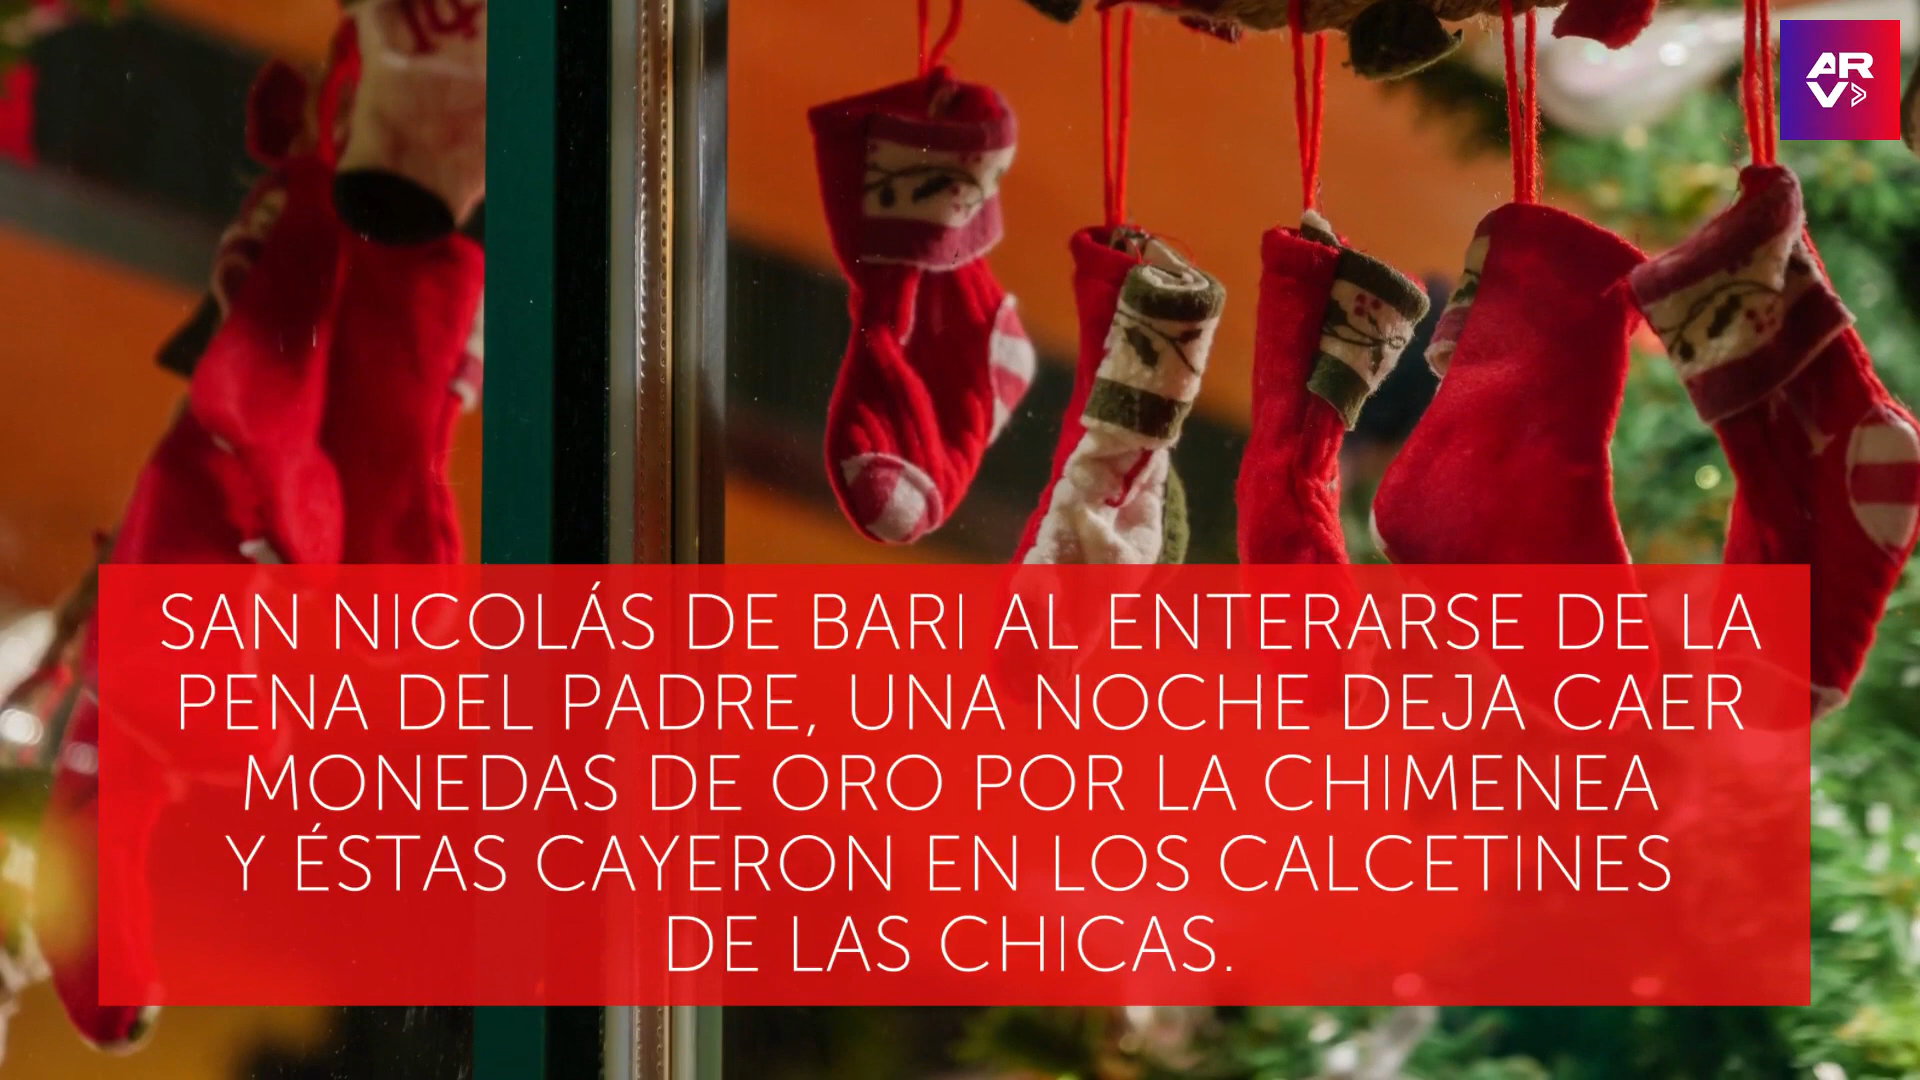 AR
V
SAN NICOLÁS DE BARI AL ENTERARSE DE LA
PENA DEL PADRE, UNA NOCHE DEJA CAER
MONEDAS DE ORO POR LA CHIMENEA
Y ÉSTAS CAYERON EN LOS CALCETINES
DE LAS CHICAS.